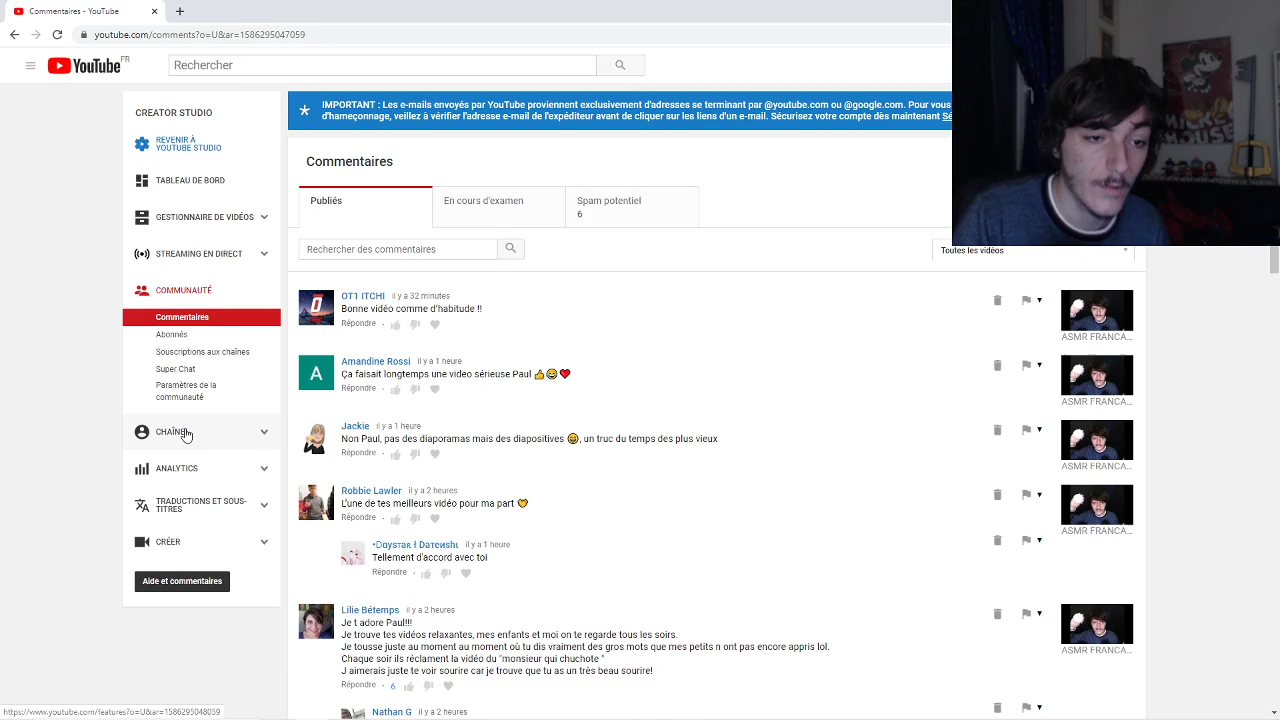 Commentaires - YouTube
youtube.com/comments?o=U&ar=1586295047059
YouTube FR
Rechercher
CREATOR STUDIO
REVENIR À
YOUTUBE STUDIO
TABLEAU DE BORD
GESTIONNAIRE DE VIDÉOS
STREAMING EN DIRECT
COMMUNAUTÉ
Commentaires
Abonnés
Souscriptions aux chaînes
Super Chat
Paramètres de la
communauté
CHAÎNE
ANALYTICS
TRADUCTIONS ET SOUS-
TITRES
CRÉER
Aide et commentaires
IMPORTANT : Les e-mails envoyés par YouTube proviennent exclusivement d'adresses se terminant par @youtube.com ou @google.com. Pour vous
d'hameçonnage, veillez à vérifier l'adresse e-mail de l'expéditeur avant de cliquer sur les liens d'un e-mail. Sécurisez votre compte dès maintenant
Commentaires
Publiés
En cours d'examen
Spam potentiel
6
Rechercher des commentaires
Toutes les vidéos
OT1 ITCHI il y a 32 minutes
Bonne vidéo comme d'habitude !!
Répondre
ASMR FRANCA...
Amandine Rossi il y a 1 heure
Ça faisait longtemps une video sérieuse Paul 👍😂❤
Répondre
ASMR FRANCA...
Jackie il y a 1 heure
Non Paul, pas des diaporamas mais des diapositives 😂, un truc du temps des plus vieux
Répondre
ASMR FRANCA...
Robbie Lawler il y a 2 heures
L'une de tes meilleurs vidéo pour ma part 💛
Répondre
ASMR FRANCA...
il y a 1 heure
Tellement d'accord avec toi
Répondre
Lilie Bétemps il y a 2 heures
Je t adore Paul!!!
Je trouve tes vidéos relaxantes, mes enfants et moi on te regarde tous les soirs.
Je tousse juste au moment au moment où tu dis vraiment des gros mots que mes petits n ont pas encore appris lol.
Chaque soir ils réclament la vidéo du "monsieur qui chuchote "
J'aimerais juste te voir sourire car je trouve que tu as un très beau sourire!
Répondre 6
ASMR FRANCA...
Nathan G il y a 2 heures
https://www.youtube.com/features?o=U&ar=1586295048059
MICKEY
MOUSE